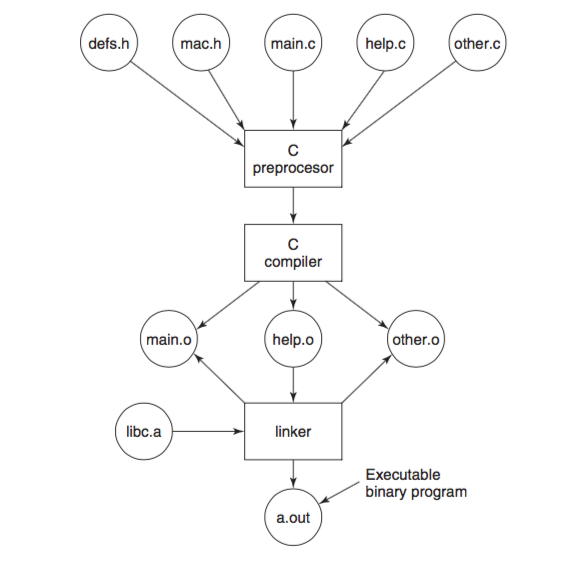 defs.h
mac.h
main.c
help.c
other.c
C
preprocesor
C
compiler
main.o
help.o
other.o
libc.a
linker
Executable
binary program
a.out